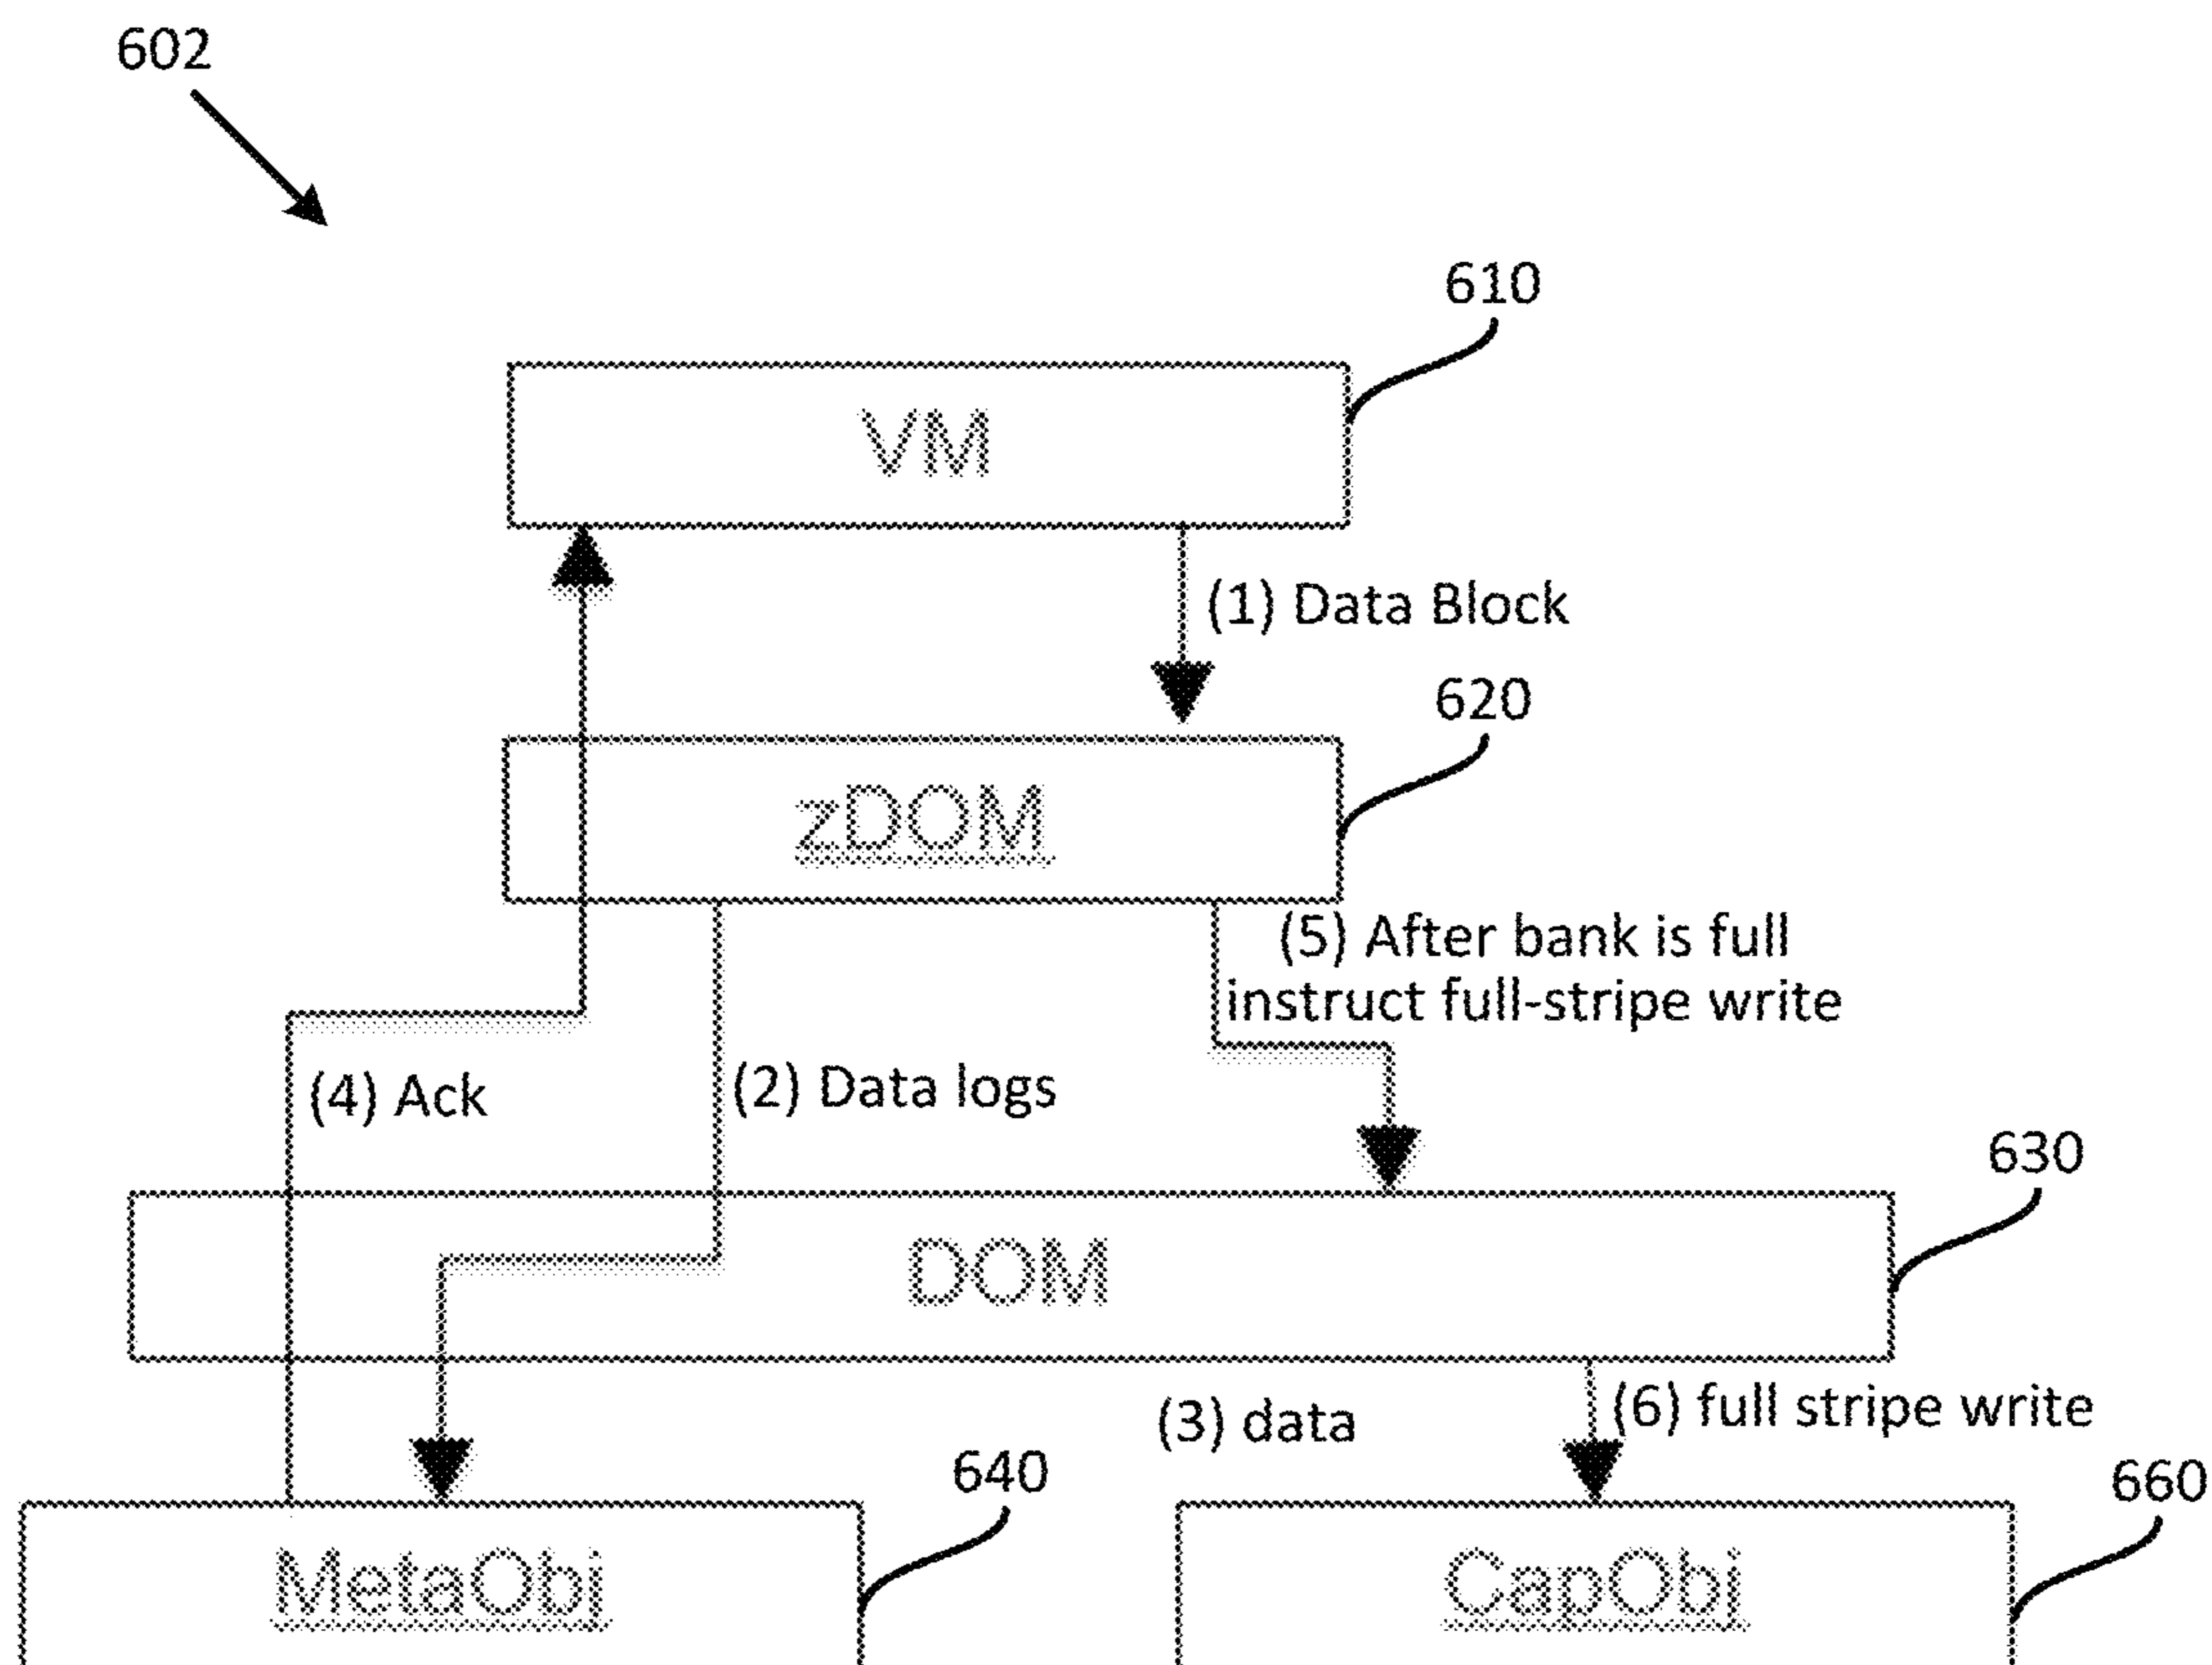 602
610
VM
(1) Data Block
620
zDOM
(5) After bank is full
instruct full-stripe write
(4) Ack
(2) Data logs
630
DOM
(3) data
(6) full stripe write
640
660
MetaObj
CapObj